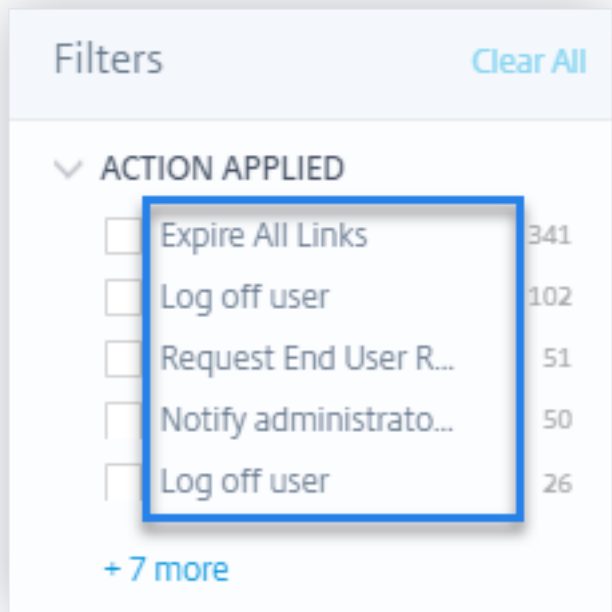 Filters Clear All
ACTION APPLIED
Expire All Links 341
Log off user 102
Request End User R... 51
Notify administrato... 50
Log off user 26
+ 7 more